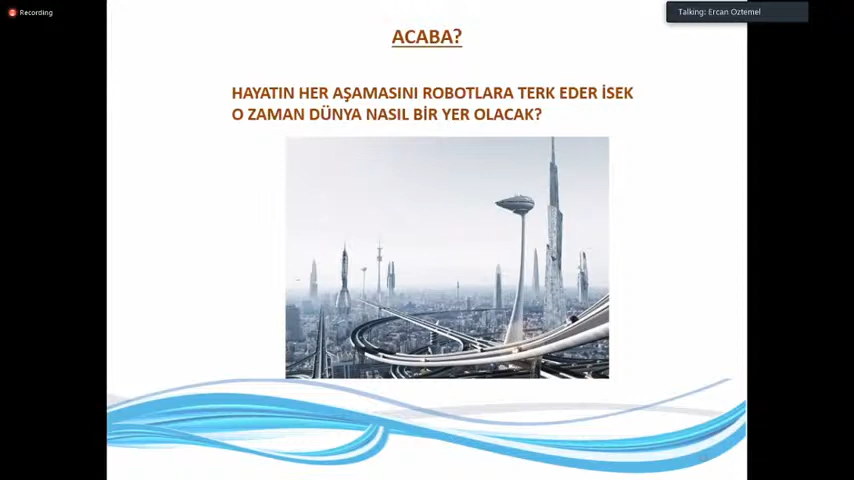 Recording
Talking: Ercan Oztemel
ACABA?
HAYATIN HER AŞAMASINI ROBOTLARA TERK EDER İSEK
O ZAMAN DÜNYA NASIL BİR YER OLACAK?